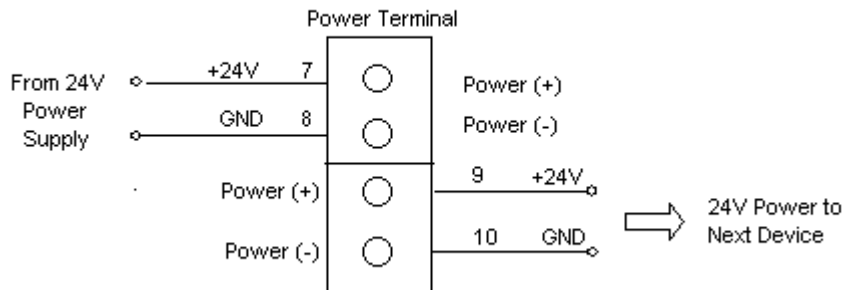 Power Terminal
From 24V
Power
Supply
+24V 7
GND 8
Power (+)
Power (-)
Power (+)
Power (-)
9 +24V
10 GND
24V Power to
Next Device